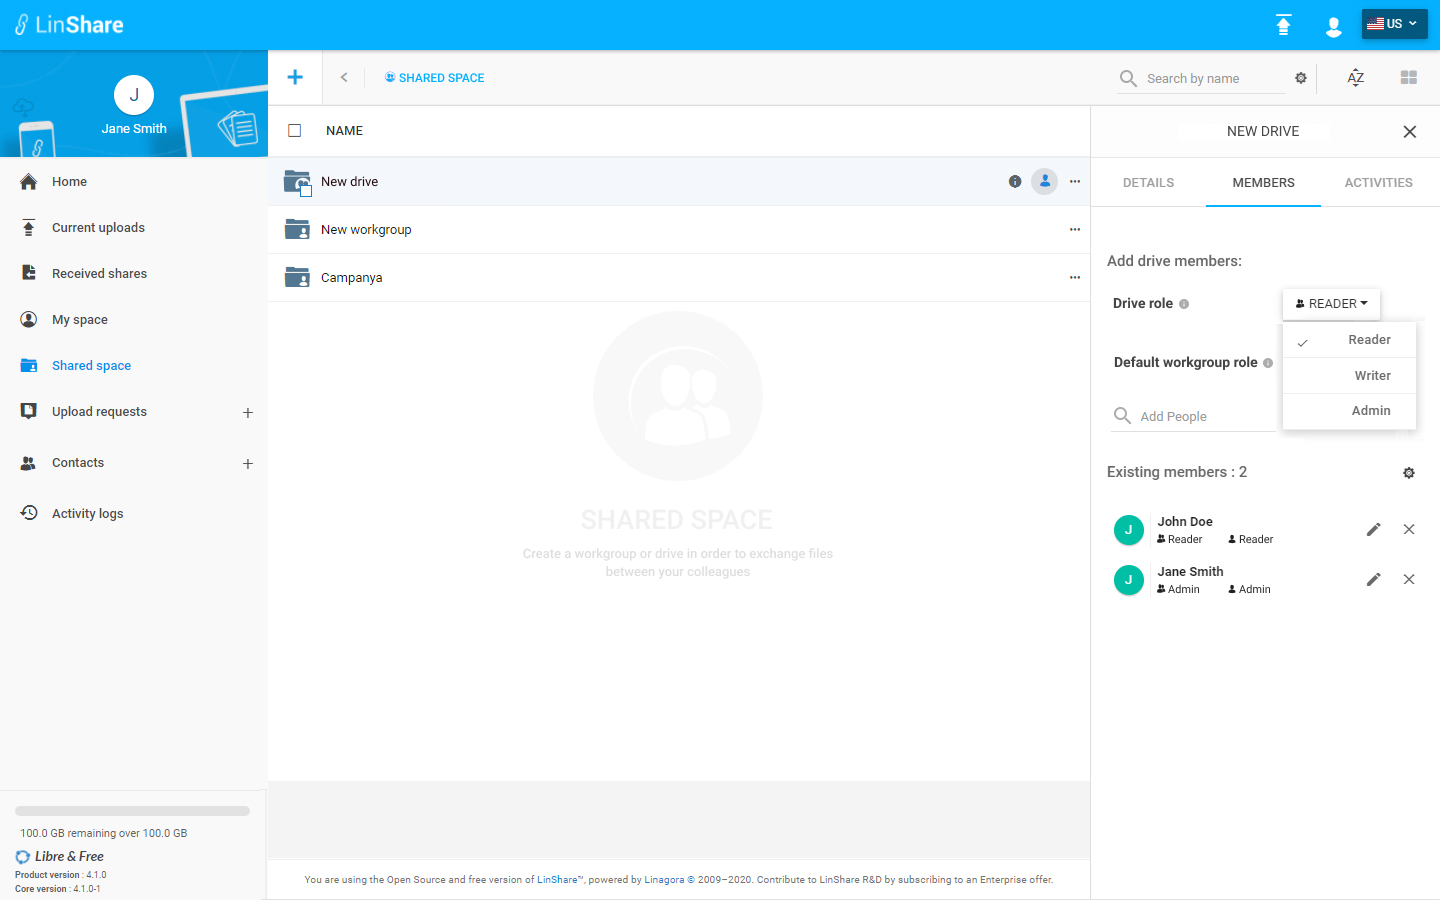 LinShare
US
J
Jane Smith
SHARED SPACE
Search by name
AZ
Home
Current uploads
Received shares
My space
Shared space
Upload requests
Contacts
Activity logs
NAME
New drive
New workgroup
Campanya
SHARED SPACE
Create a workgroup or drive in order to exchange files
between your colleagues
NEW DRIVE
DETAILS MEMBERS ACTIVITIES
Add drive members:
Drive role
READER
Reader
Writer
Admin
Default workgroup role
Add People
Existing members : 2
J
John Doe
Reader Reader
J
Jane Smith
Admin Admin
100.0 GB remaining over 100.0 GB
Libre & Free
Product version : 4.1.0
Core version : 4.1.0-1
You are using the Open Source and free version of LinShare™, powered by Linagora © 2009–2020. Contribute to LinShare R&D by subscribing to an Enterprise offer.